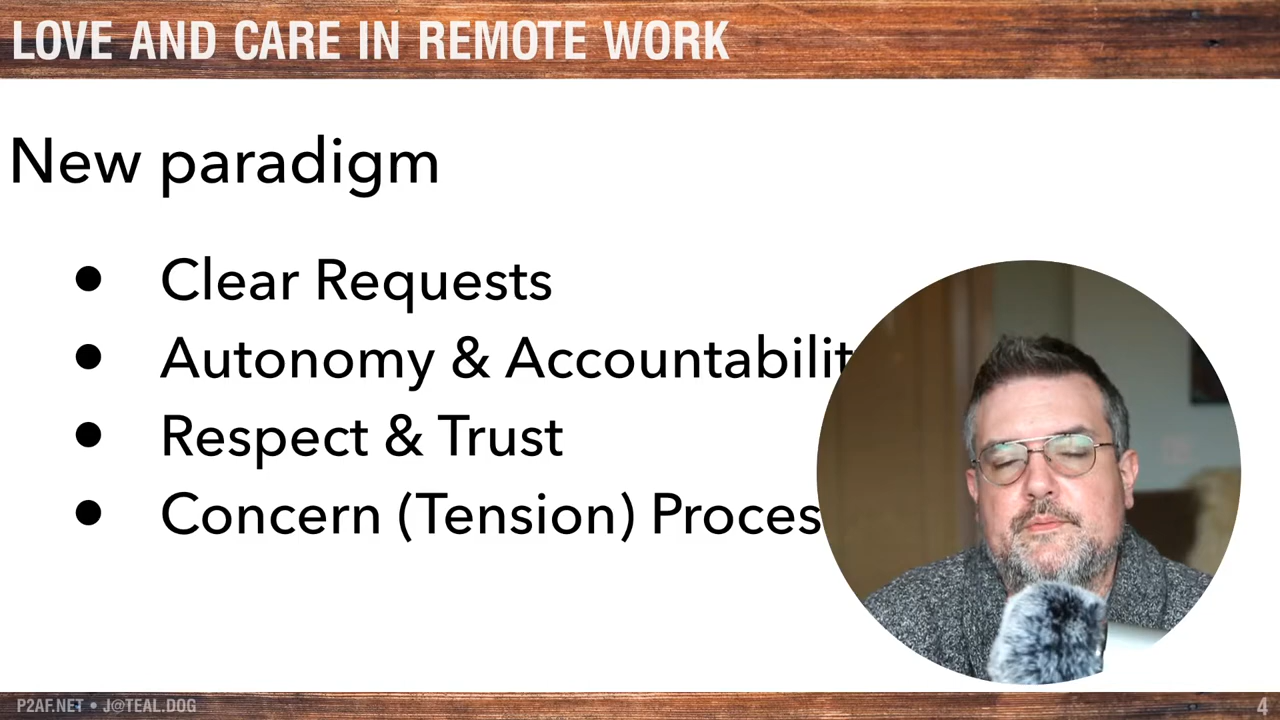 LOVE AND CARE IN REMOTE WORK
New paradigm
• Clear Requests
• Autonomy & Accountabilit
• Respect & Trust
• Concern (Tension) Proces
P2AF.NET • J@TEAL.DOG
4